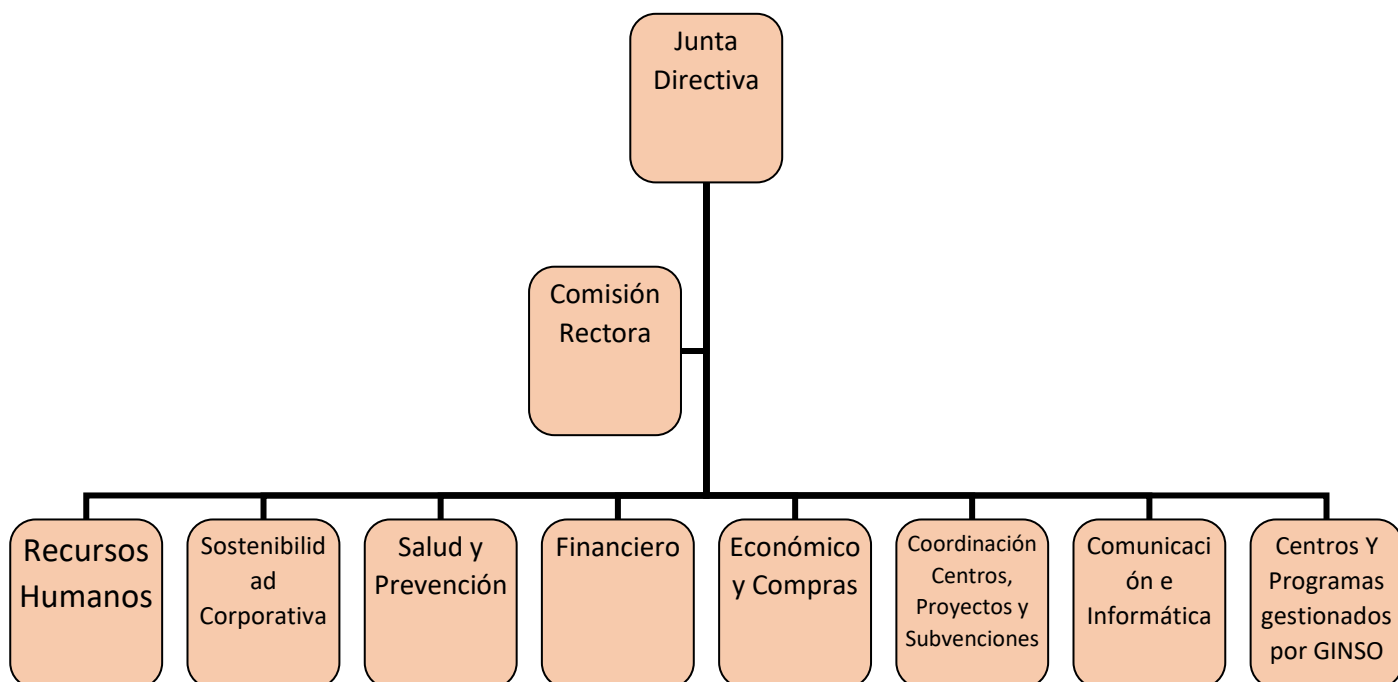 Junta
Directiva
Comisión
Rectora
Recursos
Humanos
Sostenibilid
ad
Corporativa
Salud y
Prevención
Financiero
Económico
y Compras
Coordinación
Centros,
Proyectos y
Subvenciones
Comunicaci
ón e
Informática
Centros Y
Programas
gestionados
por GINSO